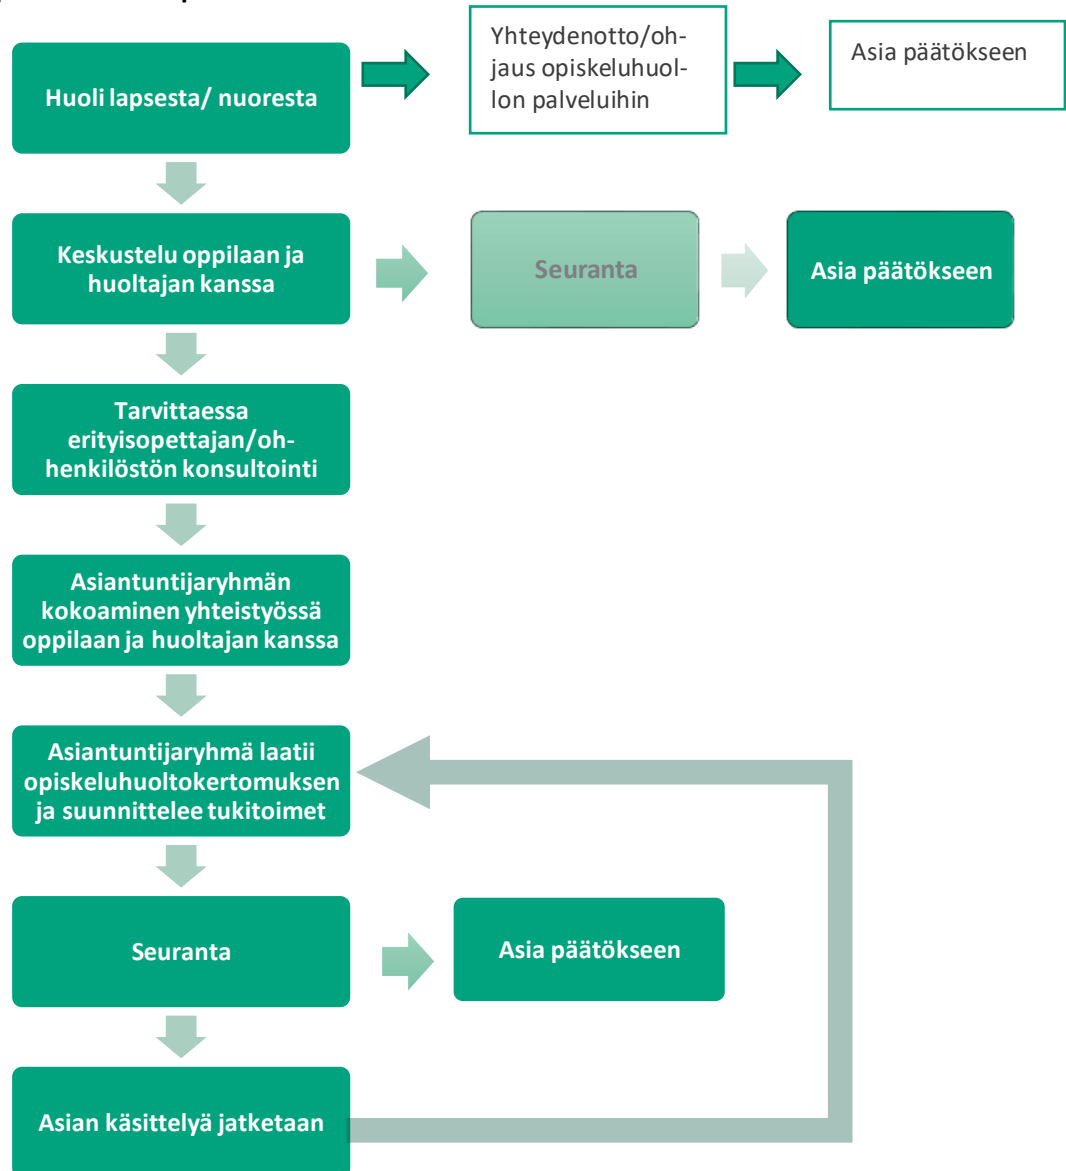 Huoli lapsesta/ nuoresta
Yhteydenotto/oh-
jaus opiskeluhuol-
lon palveluihin
Asia päätökseen
Keskustelu oppilaan ja
huoltajan kanssa
Seuranta
Asia päätökseen
Tarvittaessa
erityisopettajan/oh-
henkilöstön konsultointi
Asiantuntijaryhmän
kokoaminen yhteistyössä
oppilaan ja huoltajan kanssa
Asiantuntijaryhmä laatii
opiskeluhuoltokertomuksen
ja suunnittelee tukitoimet
Seuranta
Asia päätökseen
Asian käsittelyä jatketaan